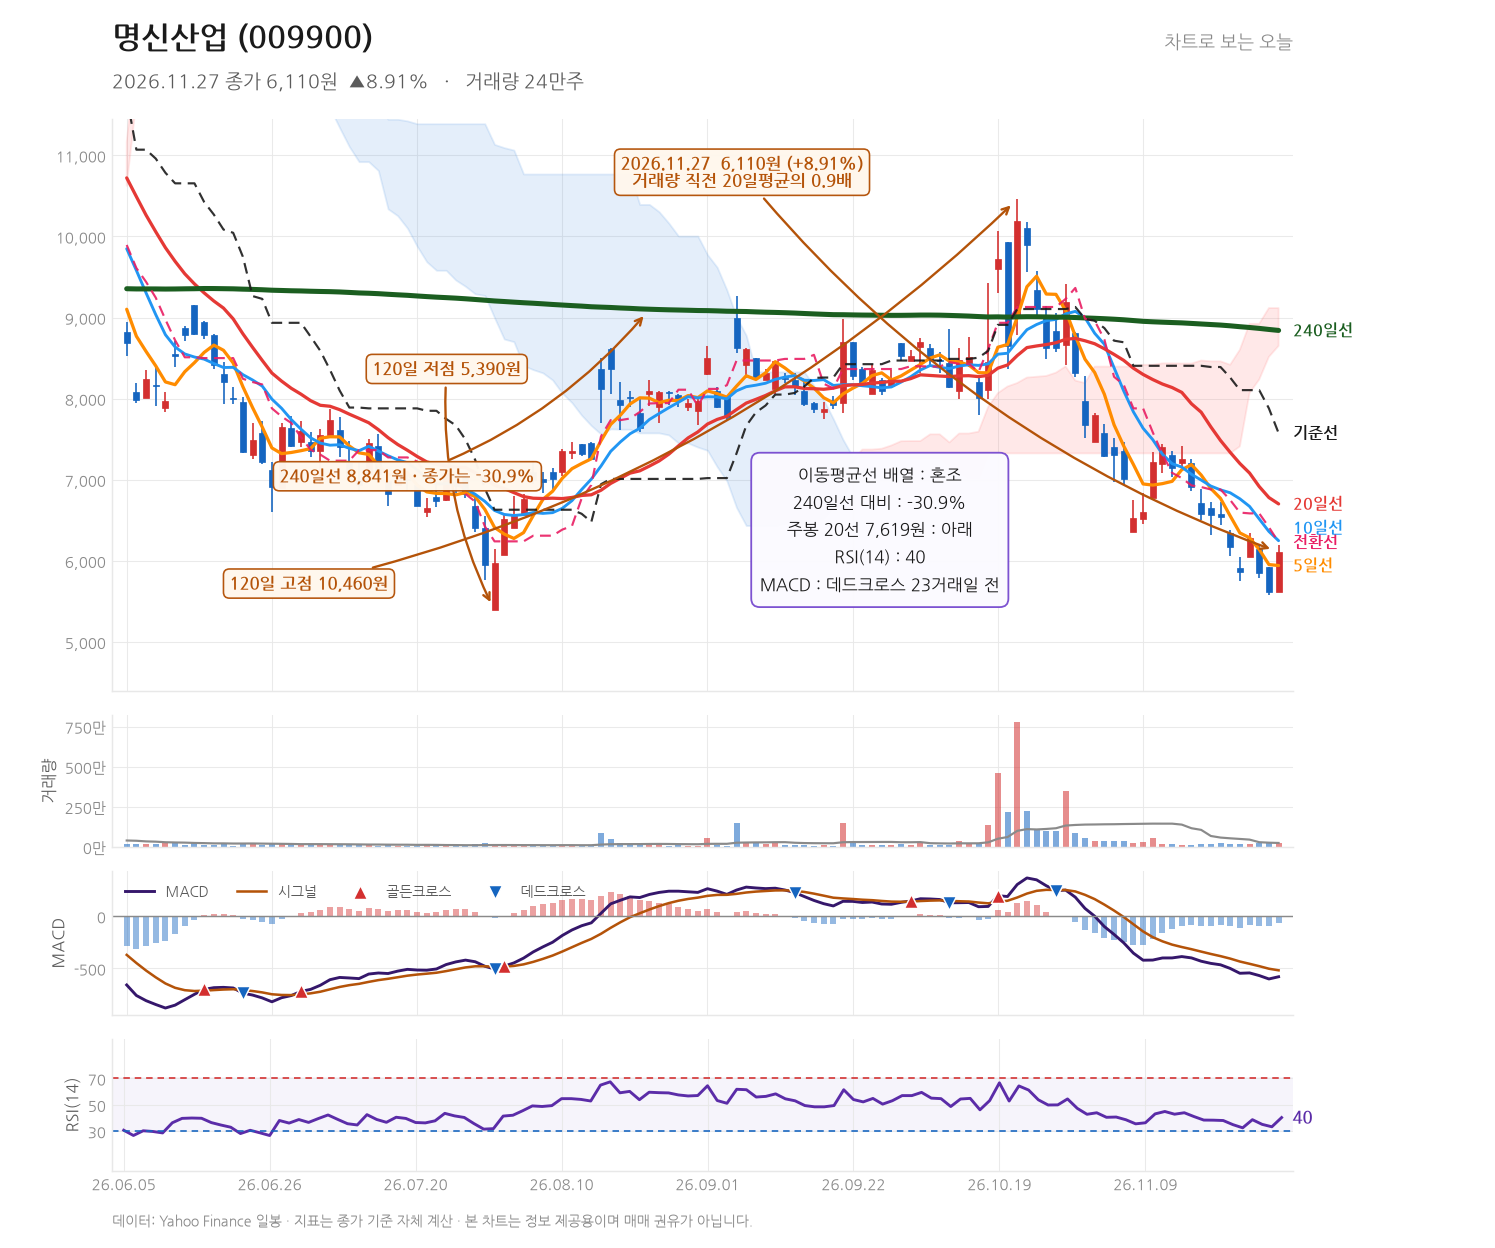 명신산업 (009900)
차트로 보는 오늘
2026.11.27 종가 6,110원 ▲8.91% · 거래량 24만주
11,000
10,000
9,000
8,000
7,000
6,000
5,000
2026.11.27 6,110원 (+8.91%)
거래량 직전 20일평균의 0.9배
120일 저점 5,390원
240일선 8,841원 · 종가는 -30.9%
120일 고점 10,460원
이동평균선 배열 : 혼조
240일선 대비 : -30.9%
주봉 20선 7,619원 : 아래
RSI(14) : 40
MACD : 데드크로스 23거래일 전
240일선
기준선
20일선
10일선
전환선
5일선
거래량
750만
500만
250만
0만
MACD
MACD
시그널
골든크로스
데드크로스
0
-500
RSI(14)
70
50
30
40
26.06.05
26.06.26
26.07.20
26.08.10
26.09.01
26.09.22
26.10.19
26.11.09
데이터: Yahoo Finance 일봉 · 지표는 종가 기준 자체 계산 · 본 차트는 정보 제공용이며 매매 권유가 아닙니다.